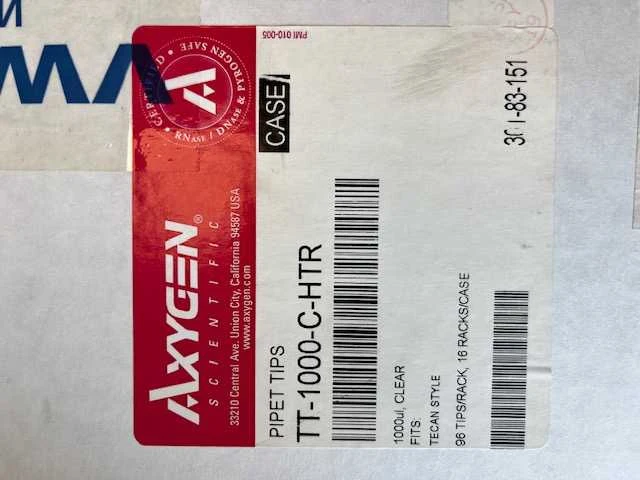 AXYGEN®
SCIENTIFIC
33210 Central Ave. Union City, California 94587 USA
www.axygen.com
CERTIFIED
RNASE / DNASE & PYROGEN SAFE
A
PMI 010-005
CASE
PIPET TIPS
TT-1000-C-HTR
1000ul, CLEAR
FITS:
TECAN STYLE
96 TIPS/RACK, 16 RACKS/CASE
301-83-151